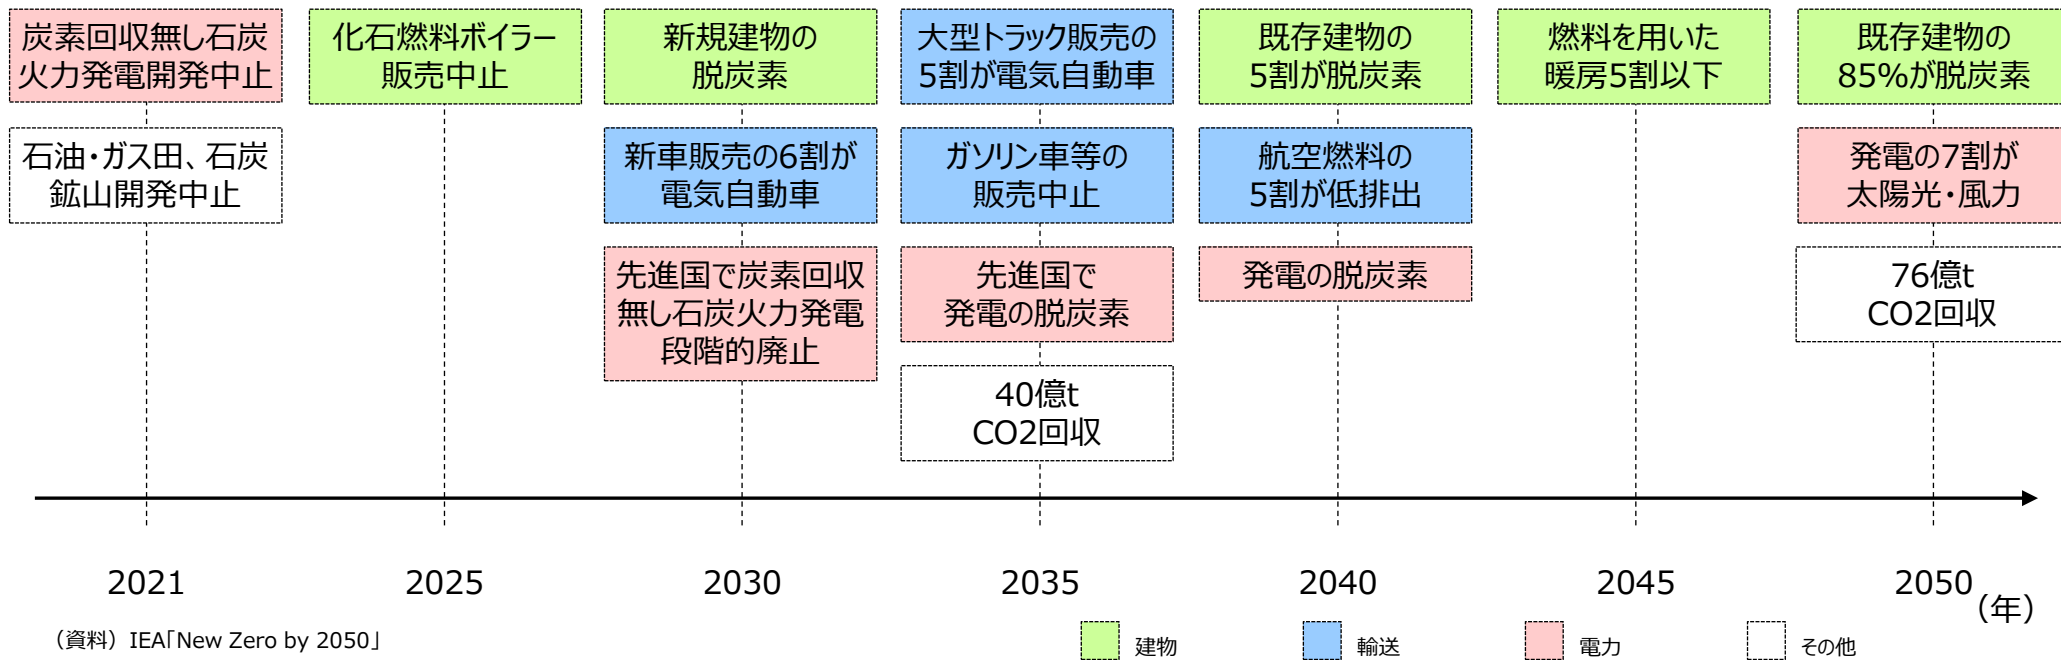 炭素回収無し石炭
火力発電開発中止
石油・ガス田、石炭
鉱山開発中止
化石燃料ボイラー
販売中止
新規建物の
脱炭素
新車販売の6割が
電気自動車
先進国で炭素回収
無し石炭火力発電
段階的廃止
大型トラック販売の
5割が電気自動車
ガソリン車等の
販売中止
先進国で
発電の脱炭素
40億t
CO2回収
既存建物の
5割が脱炭素
航空燃料の
5割が低排出
発電の脱炭素
燃料を用いた
暖房5割以下
既存建物の
85%が脱炭素
発電の7割が
太陽光・風力
76億t
CO2回収
2021
2025
2030
2035
2040
2045
2050
（年）
（資料）IEA「New Zero by 2050」
建物
輸送
電力
その他